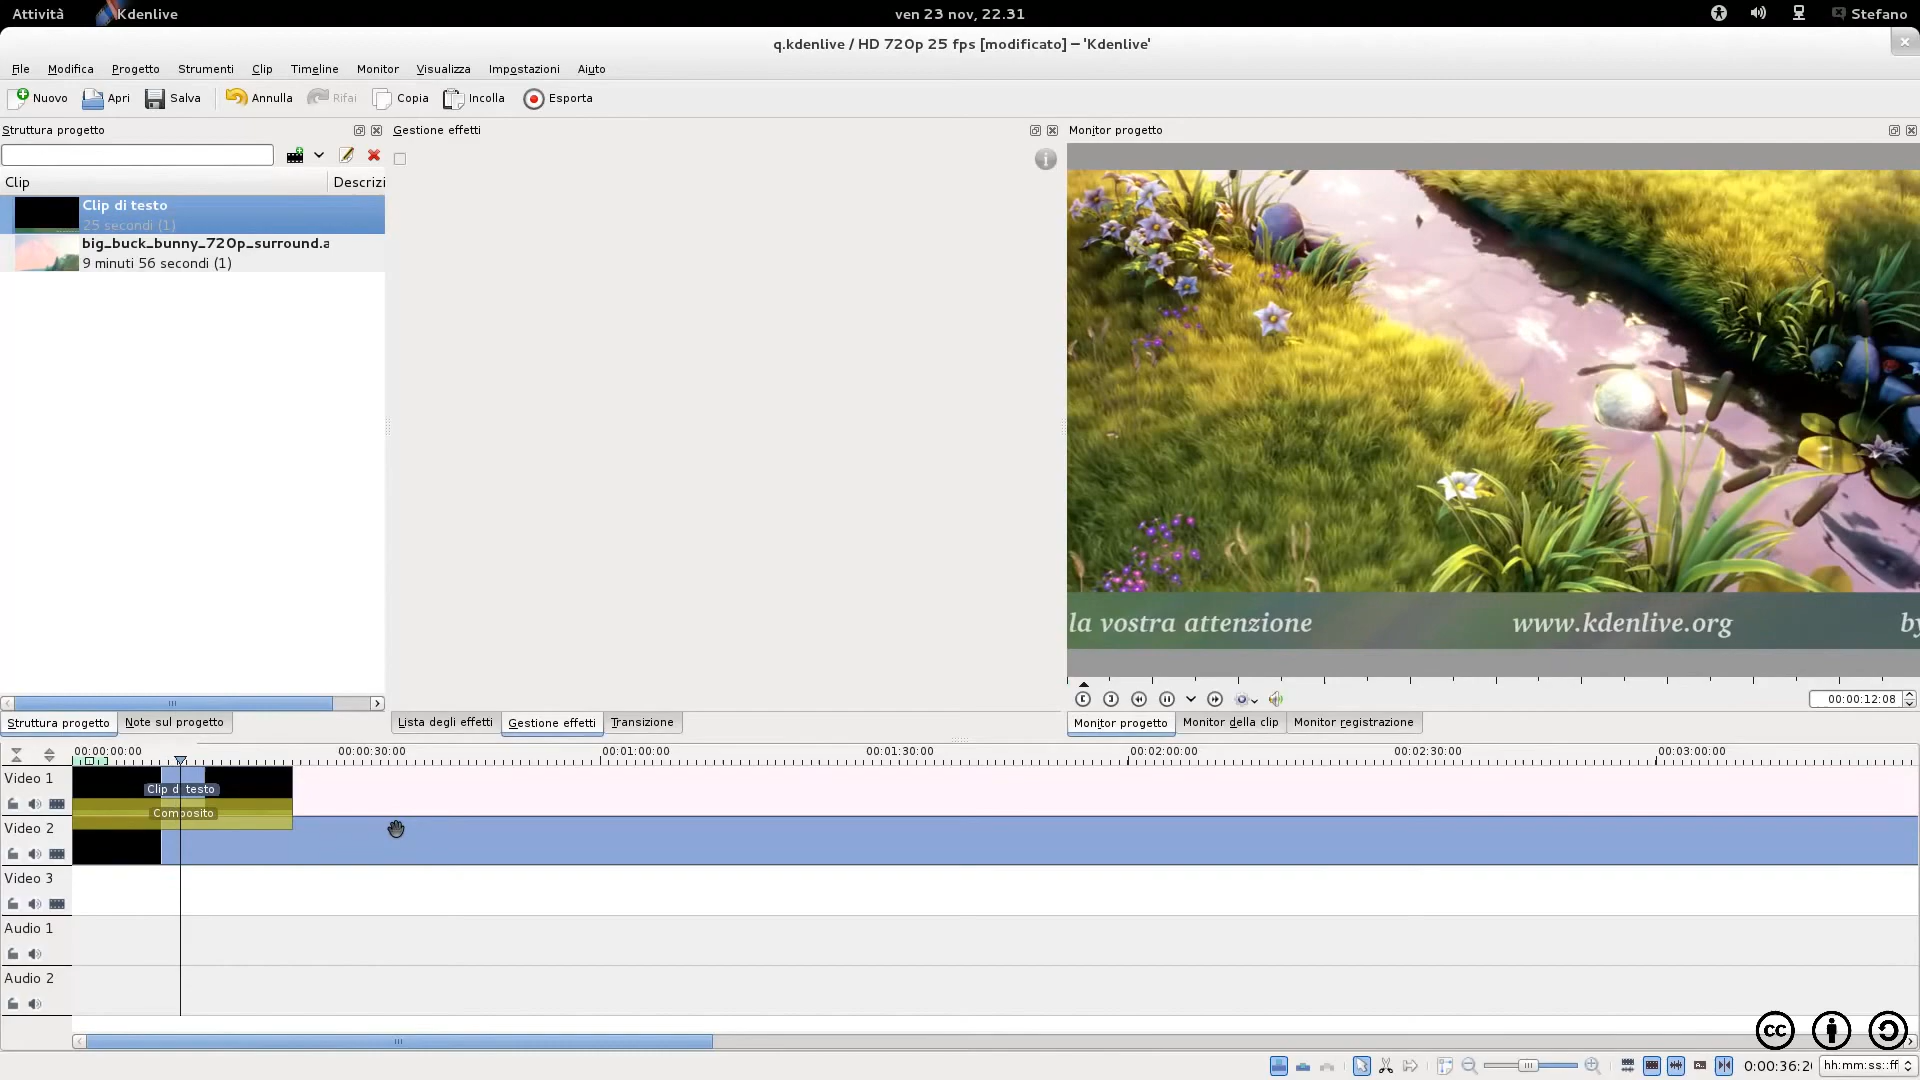 Attività
Kdenlive
ven 23 nov, 22.31
Stefano
q.kdenlive / HD 720p 25 fps [modificato] – 'Kdenlive'
File Modifica Progetto Strumenti Clip Timeline Monitor Visualizza Impostazioni Aiuto
Nuovo Apri Salva Annulla Rifai Copia Incolla Esporta
Struttura progetto
Gestione effetti
Monitor progetto
Clip
Descrizi
Clip di testo
25 secondi (1)
big_buck_bunny_720p_surround.a
9 minuti 56 secondi (1)
la vostra attenzione www.kdenlive.org by
00:00:12:08
Struttura progetto Note sul progetto
Lista degli effetti Gestione effetti Transizione
Monitor progetto Monitor della clip Monitor registrazione
00:00:00:00 00:00:30:00 00:01:00:00 00:01:30:00 00:02:00:00 00:02:30:00 00:03:00:00
Video 1
Clip di testo
Composito
Video 2
Video 3
Audio 1
Audio 2
cc
0:00:36:2
hh:mm:ss::ff